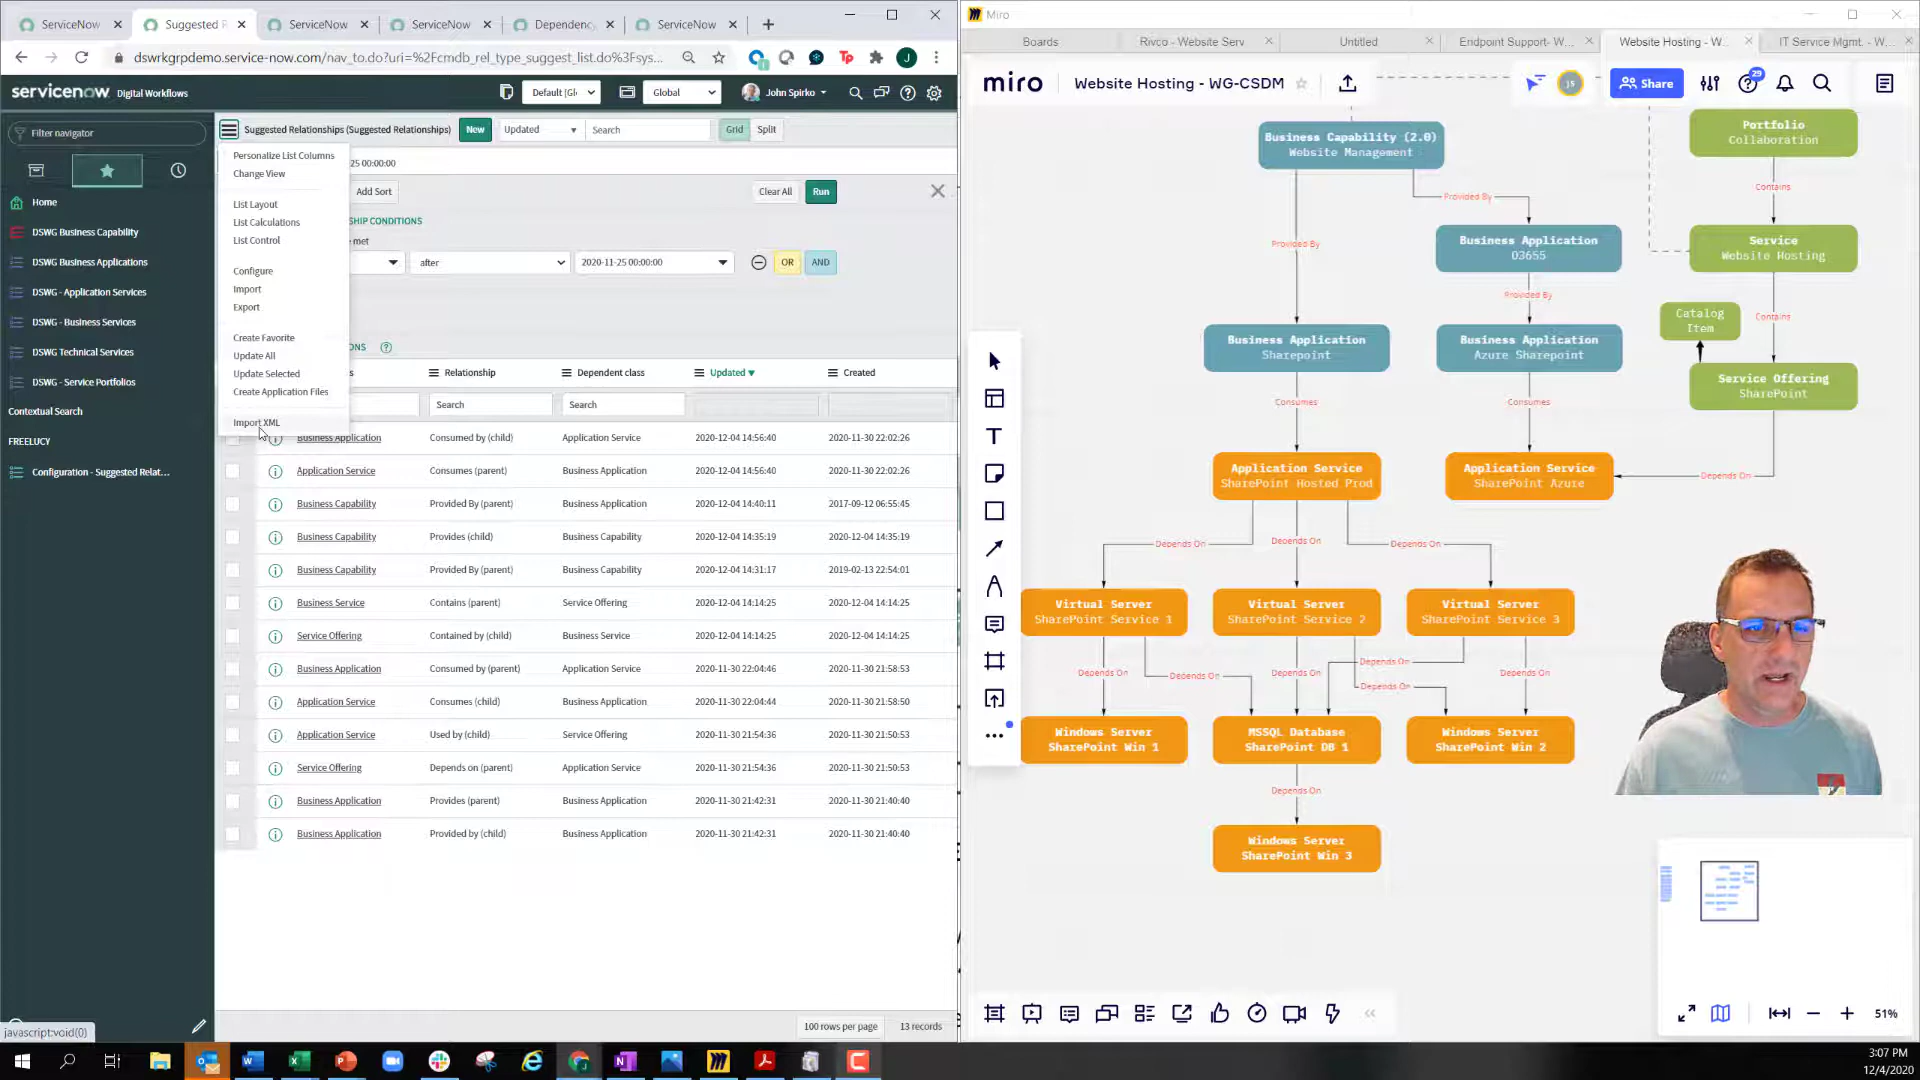 ServiceNow
Suggested R
ServiceNow
ServiceNow
Dependency
ServiceNow
dswrkgrpdemo.service-now.com/nav_to.do?uri=%2Fcmdb_rel_type_suggest_list.do%3Fsys...
servicenow Digital Workflows
Default [Gl
Global
John Spirko
Filter navigator
Home
DSWG Business Capability
DSWG Business Applications
DSWG - Application Services
DSWG - Business Services
DSWG Technical Services
DSWG - Service Portfolios
Contextual Search
FREELUCY
Configuration - Suggested Relat...
javascript:void(0)
Suggested Relationships (Suggested Relationships) New Updated Search Grid Split
25 00:00:00
Add Sort Clear All Run
SHIP CONDITIONS
e met
after 2020-11-25 00:00:00 OR AND
ONS
Personalize List Columns
Change View
List Layout
List Calculations
List Control
Configure
Import
Export
Create Favorite
Update All
Update Selected
Create Application Files
Import XML
s Relationship Dependent class Updated Created
Search Search
Business Application Consumed by (child) Application Service 2020-12-04 14:56:40 2020-11-30 22:02:26
Application Service Consumes (parent) Business Application 2020-12-04 14:56:40 2020-11-30 22:02:26
Business Capability Provided By (parent) Business Application 2020-12-04 14:40:11 2017-09-12 06:55:45
Business Capability Provides (child) Business Capability 2020-12-04 14:35:19 2020-12-04 14:35:19
Business Capability Provided By (parent) Business Capability 2020-12-04 14:31:17 2019-02-13 22:54:01
Business Service Contains (parent) Service Offering 2020-12-04 14:14:25 2020-12-04 14:14:25
Service Offering Contained by (child) Business Service 2020-12-04 14:14:25 2020-12-04 14:14:25
Business Application Consumed by (parent) Application Service 2020-11-30 22:04:46 2020-11-30 21:58:53
Application Service Consumes (child) Business Application 2020-11-30 22:04:44 2020-11-30 21:58:50
Application Service Used by (child) Service Offering 2020-11-30 21:54:36 2020-11-30 21:50:53
Service Offering Depends on (parent) Application Service 2020-11-30 21:54:36 2020-11-30 21:50:53
Business Application Provides (parent) Business Application 2020-11-30 21:42:31 2020-11-30 21:40:40
Business Application Provided by (child) Business Application 2020-11-30 21:42:31 2020-11-30 21:40:40
100 rows per page 13 records
Miro
Boards
Rivco - Website Serv
Untitled
Endpoint Support- W...
Website Hosting - W...
IT Service Mgmt. - W...
miro Website Hosting - WG-CSDM
js
Share
29
Business Capability (2.0)
Website Management
Portfolio
Collaboration
Contains
Provided By
Provided By
Business Application
O3655
Service
Website Hosting
Provided By
Contains
Catalog
Item
Business Application
Sharepoint
Business Application
Azure Sharepoint
Service Offering
SharePoint
Consumes
Consumes
Application Service
SharePoint Hosted Prod
Application Service
SharePoint Azure
Depends On
Depends On
Depends On
Depends On
Virtual Server
SharePoint Service 1
Virtual Server
SharePoint Service 2
Virtual Server
SharePoint Service 3
Depends On
Depends On
Depends On
Depends On
Depends On
Depends On
Windows Server
SharePoint Win 1
MSSQL Database
SharePoint DB 1
Windows Server
SharePoint Win 2
Depends On
Windows Server
SharePoint Win 3
51%
3:07 PM
12/4/2020